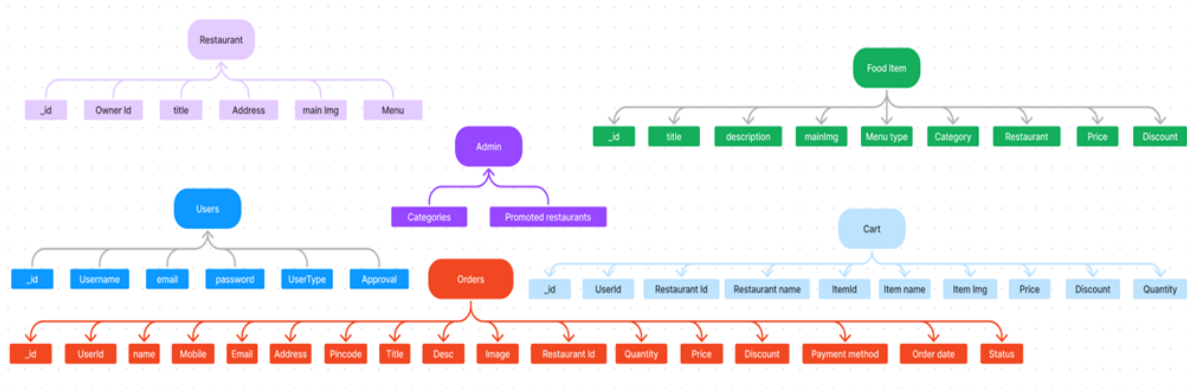 Restaurant
_id
Owner Id
title
Address
main Img
Menu
Food Item
_id
title
description
mainImg
Menu type
Category
Restaurant
Price
Discount
Admin
Categories
Promoted restaurants
Users
_id
Username
email
password
UserType
Approval
Cart
_id
UserId
Restaurant Id
Restaurant name
ItemId
Item name
Item Img
Price
Discount
Quantity
Orders
_id
UserId
name
Mobile
Email
Address
Pincode
Title
Desc
Image
Restaurant Id
Quantity
Price
Discount
Payment method
Order date
Status